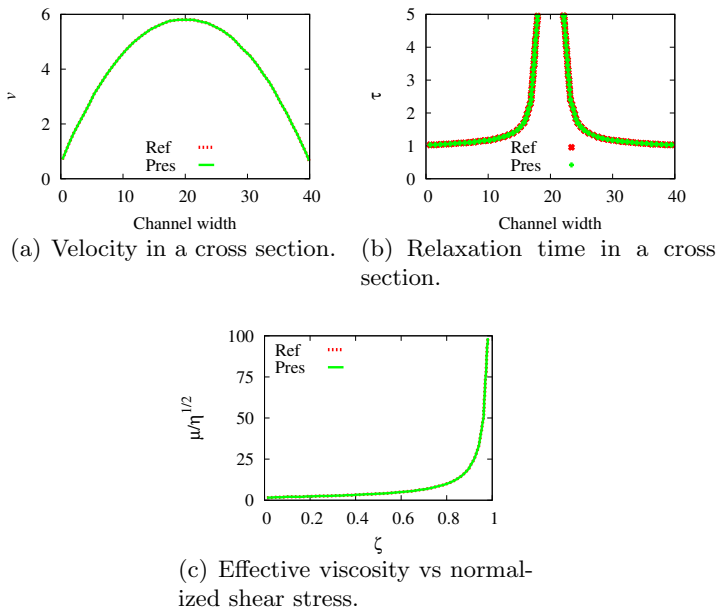 6
4
2
0
ν
Ref
Pres
0 10 20 30 40
Channel width
(a) Velocity in a cross section.
5
4
3
2
1
0
τ
Ref
Pres
0 10 20 30 40
Channel width
(b) Relaxation time in a cross
section.
100
75
50
25
0
μ/η^{1/2}
Ref
Pres
0 0.2 0.4 0.6 0.8 1
ζ
(c) Effective viscosity vs normal-
ized shear stress.